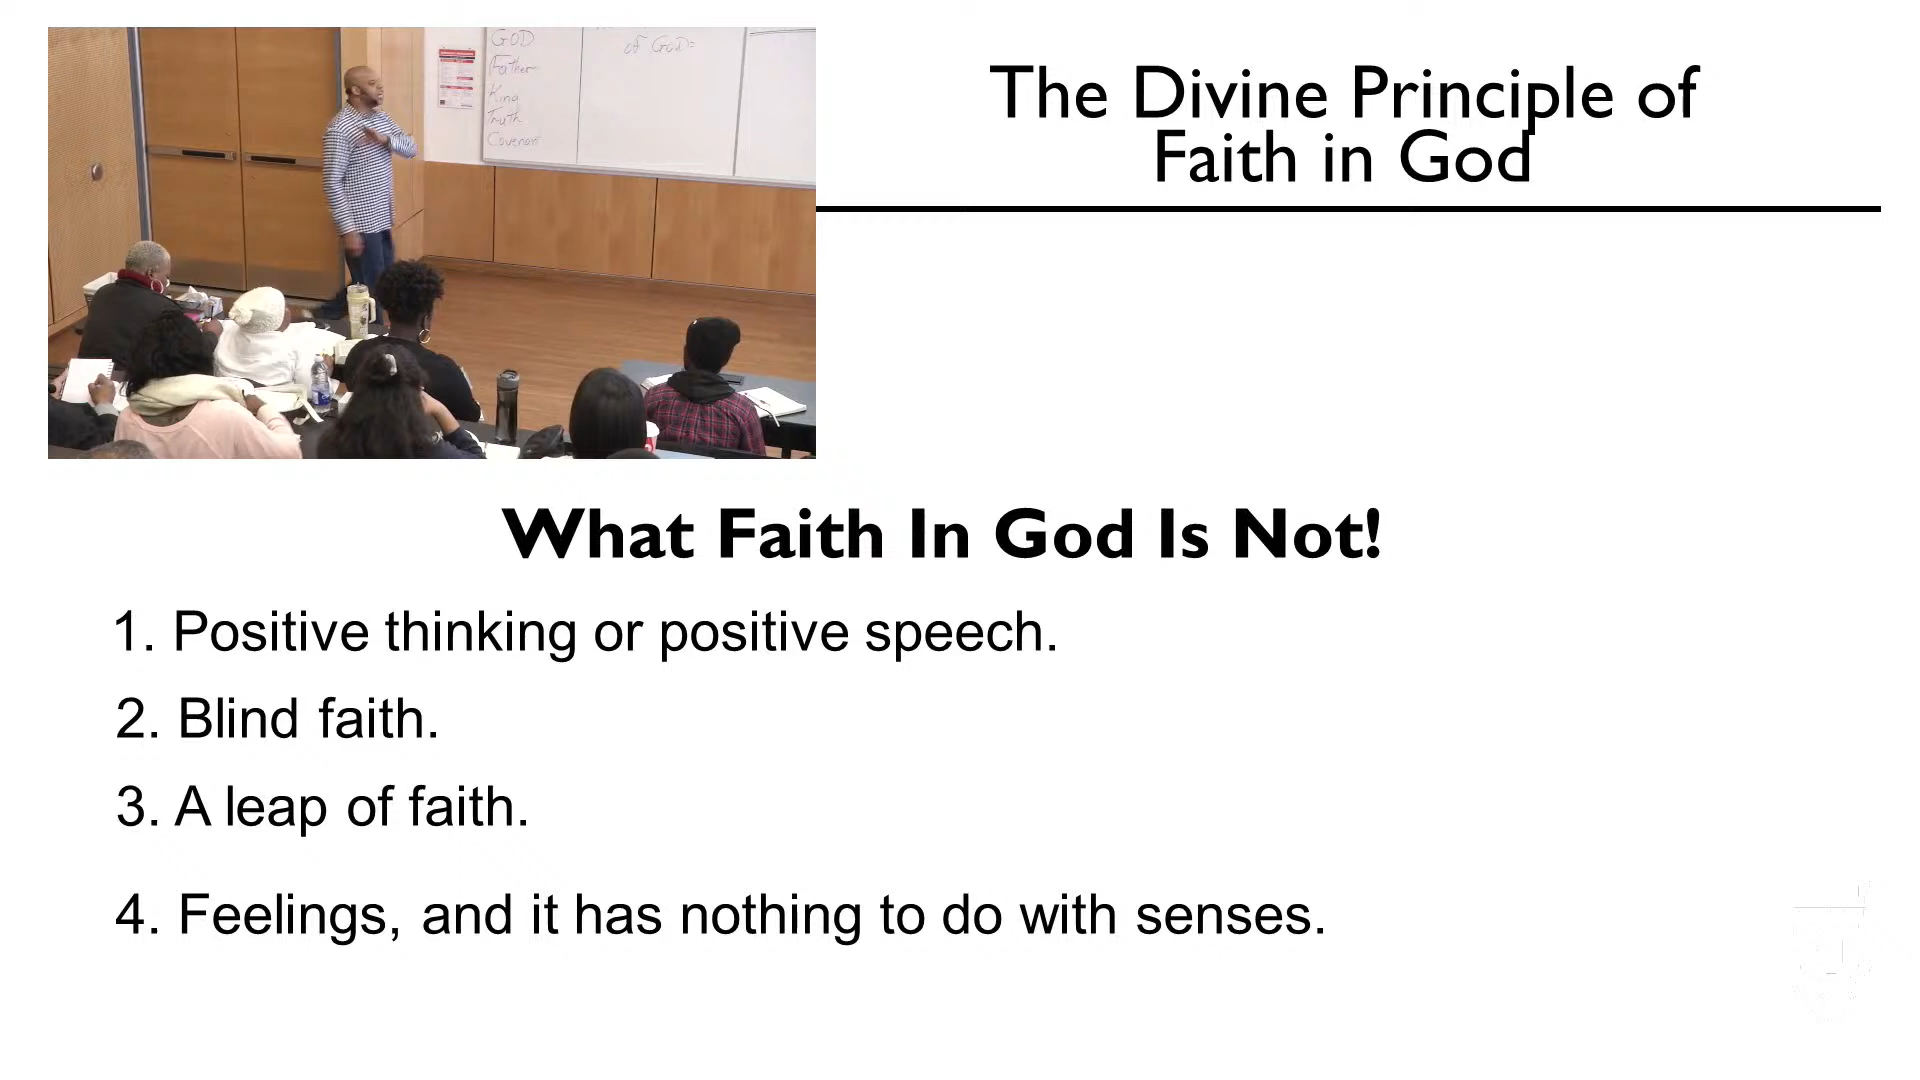 GOD
Father
King
Truth
Covenant
of GOD=
The Divine Principle of
Faith in God
What Faith In God Is Not!
1. Positive thinking or positive speech.
2. Blind faith.
3. A leap of faith.
4. Feelings, and it has nothing to do with senses.